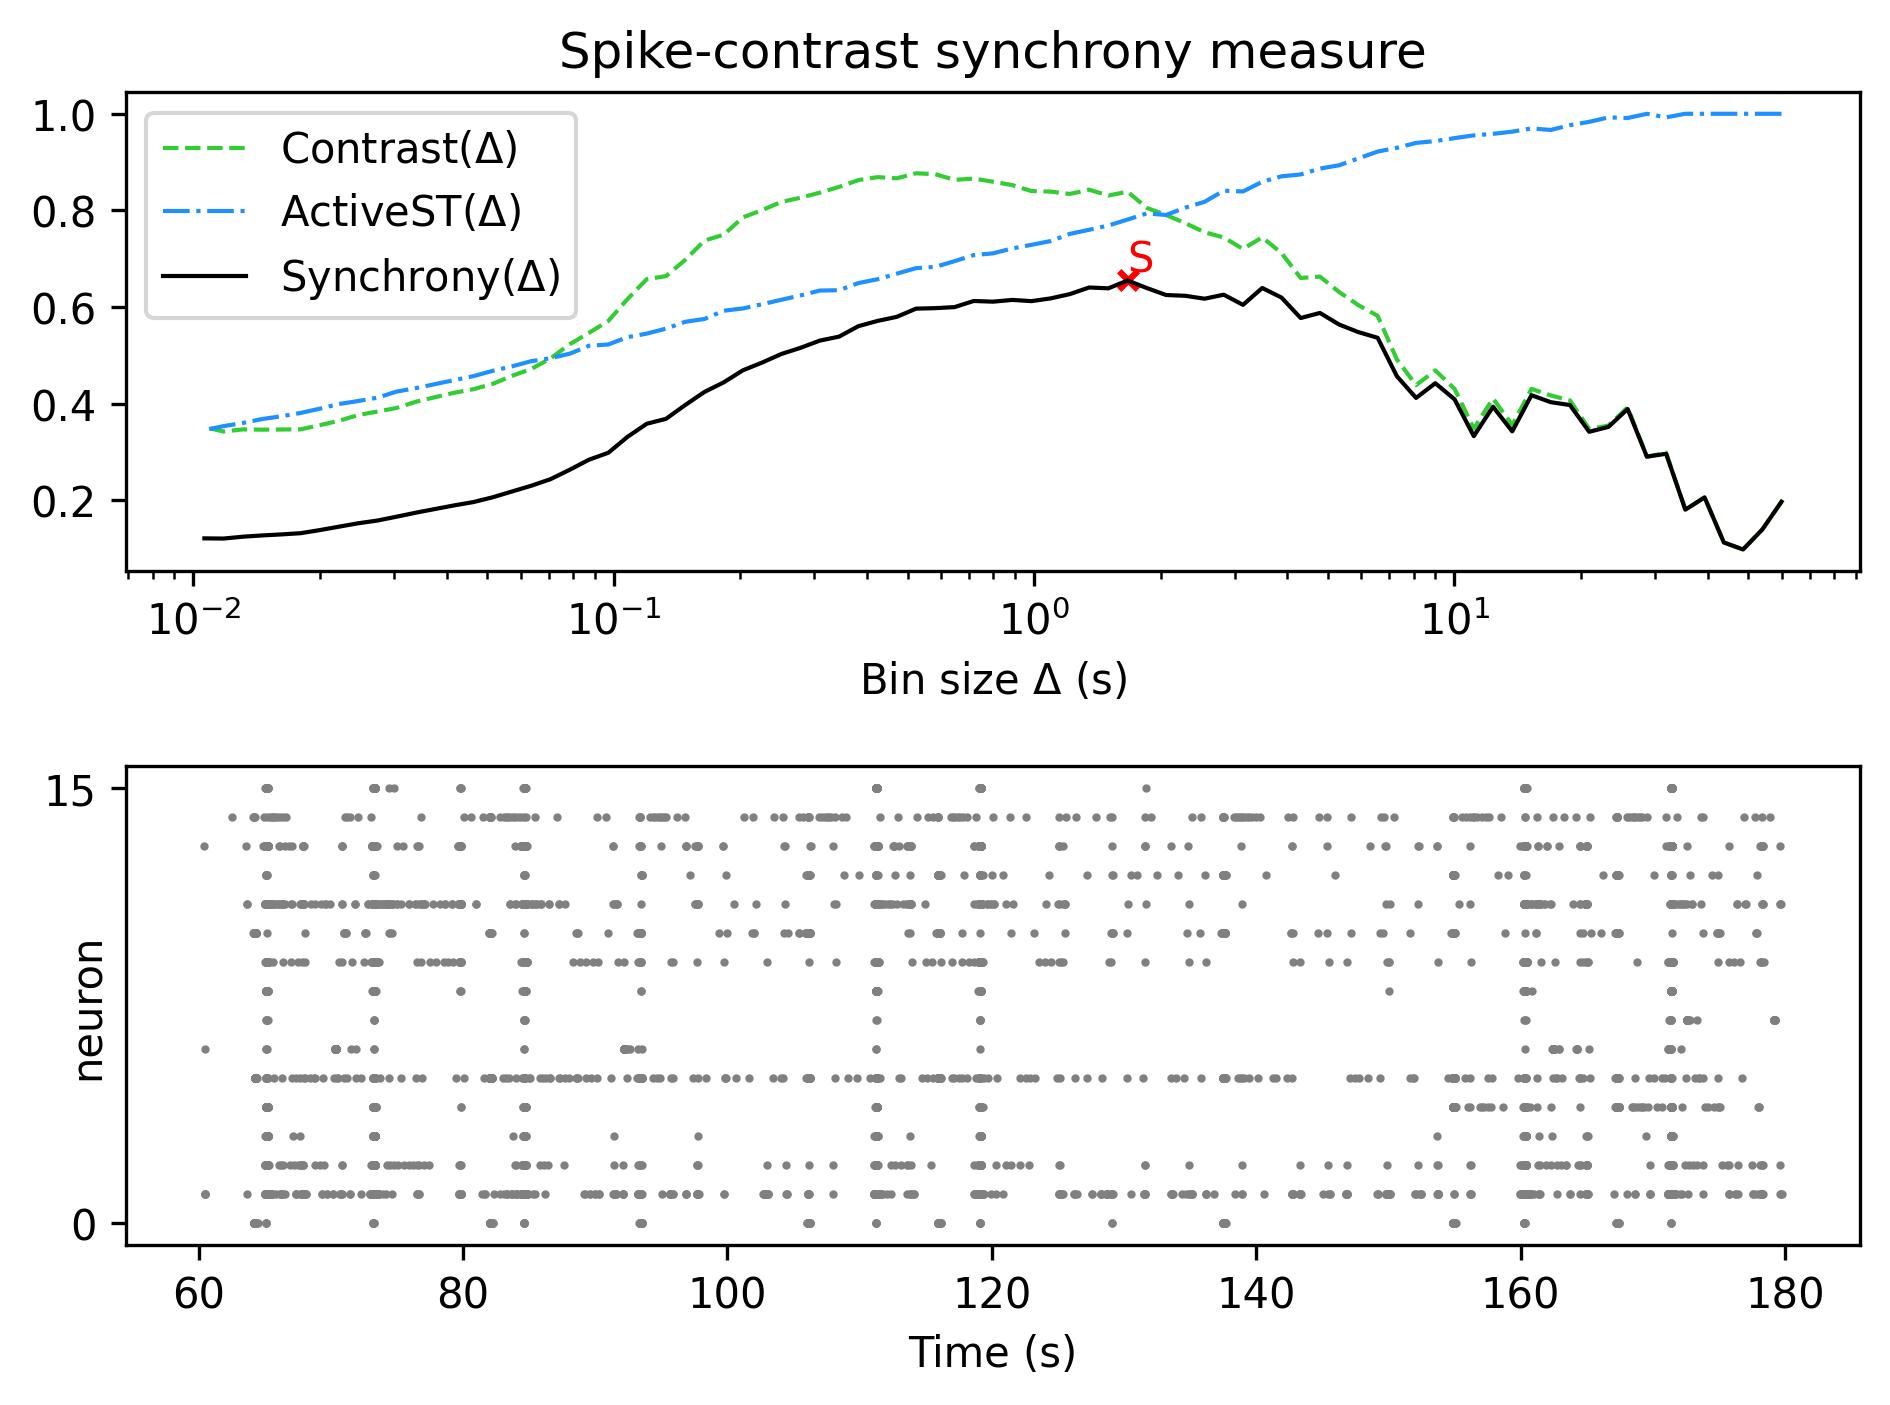 Spike-contrast synchrony measure
1.0
0.8
0.6
0.4
0.2
Contrast(Δ)
ActiveST(Δ)
Synchrony(Δ)
S
10⁻² 10⁻¹ 10⁰ 10¹
Bin size Δ (s)
15
0
neuron
60 80 100 120 140 160 180
Time (s)